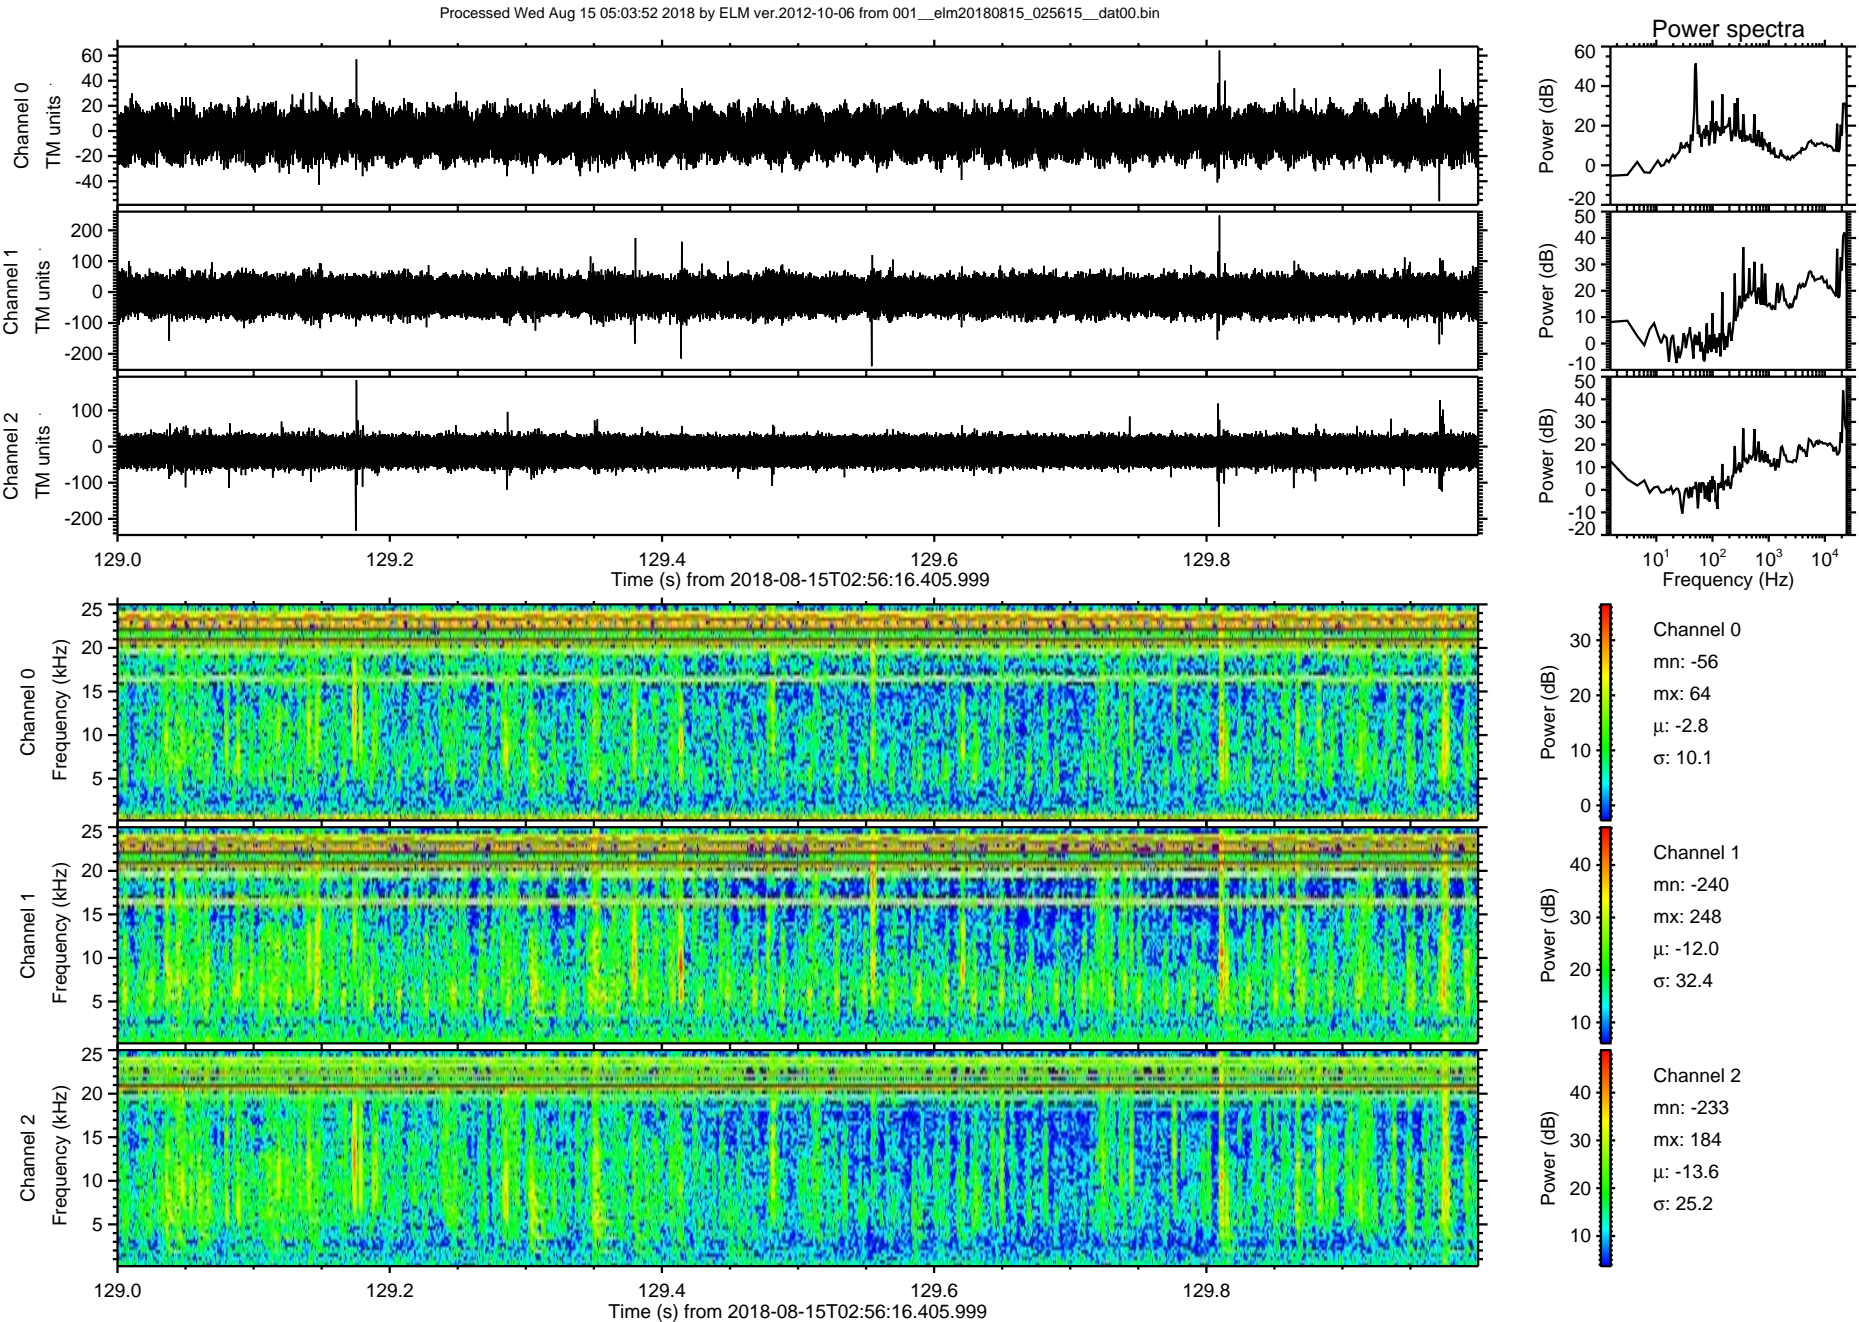 Processed Wed Aug 15 05:03:52 2018 by ELM ver.2012-10-06 from 001__elm20180815_025615__dat00.bin
Power spectra
Channel 0
TM units
60
40
20
0
-20
-40
Power (dB)
60
40
20
0
-20
Channel 1
TM units
200
100
0
-100
-200
Power (dB)
50
40
30
20
10
0
-10
Channel 2
TM units
100
0
-100
-200
Power (dB)
50
40
30
20
10
0
-10
-20
129.0 129.2 129.4 129.6 129.8
Time (s) from 2018-08-15T02:56:16.405.999
10¹ 10² 10³ 10⁴
Frequency (Hz)
Channel 0
Frequency (kHz)
25
20
15
10
5
Power (dB)
30
20
10
0
Channel 0
mn: -56
mx: 64
μ: -2.8
σ: 10.1
Channel 1
Frequency (kHz)
25
20
15
10
5
Power (dB)
40
30
20
10
Channel 1
mn: -240
mx: 248
μ: -12.0
σ: 32.4
Channel 2
Frequency (kHz)
25
20
15
10
5
Power (dB)
40
30
20
10
Channel 2
mn: -233
mx: 184
μ: -13.6
σ: 25.2
129.0 129.2 129.4 129.6 129.8
Time (s) from 2018-08-15T02:56:16.405.999